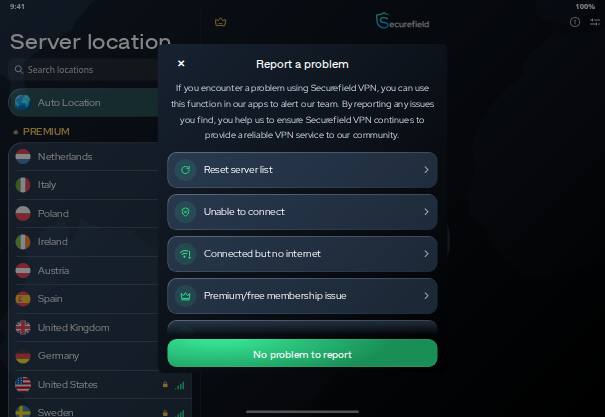 9:41
100%
Securefield
Server location
Search locations
Auto Location
PREMIUM
Netherlands
Italy
Poland
Ireland
Austria
Spain
United Kingdom
Germany
United States
Sweden
Report a problem
If you encounter a problem using Securefield VPN, you can use
this function in our apps to alert our team. By reporting any issues
you find, you help us to ensure Securefield VPN continues to
provide a reliable VPN service to our community.
Reset server list
Unable to connect
Connected but no internet
Premium/free membership issue
No problem to report